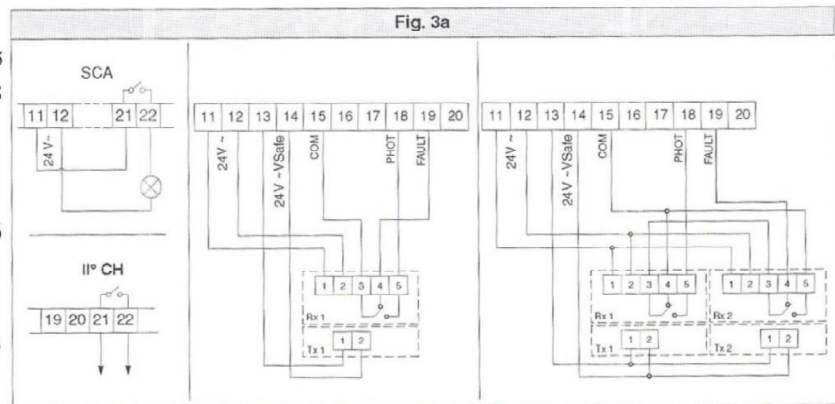 Fig. 3a
SCA
11 12 21 22
24 V~
II° CH
19 20 21 22
11 12 13 14 15 16 17 18 19 20
24V ~
24 V ~VSafe
COM
PHOT
FAULT
1 2 3 4 5
Rx 1
1 2
Tx 1
11 12 13 14 15 16 17 18 19 20
24V ~
24 V ~VSafe
COM
PHOT
FAULT
1 2 3 4 5
1 2 3 4 5
Rx 1
Rx 2
1 2
1 2
Tx 1
Tx 2